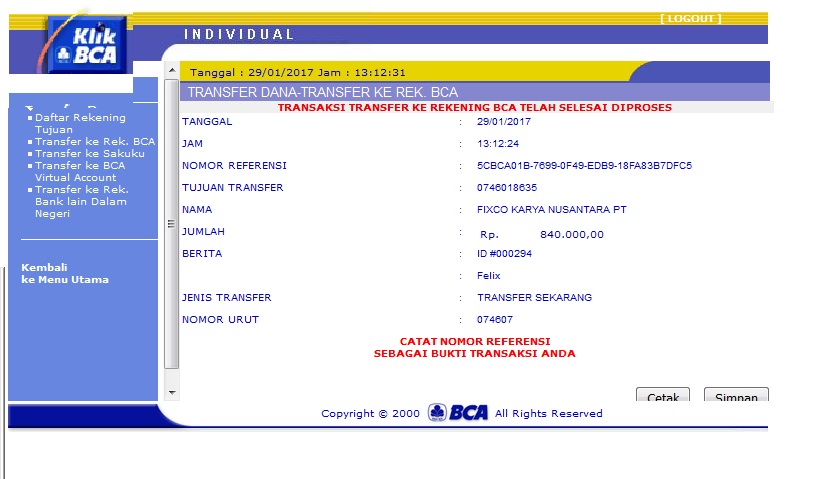 [ LOGOUT ]
Klik
BCA
INDIVIDUAL
Tanggal : 29/01/2017 Jam : 13:12:31
TRANSFER DANA-TRANSFER KE REK. BCA
TRANSAKSI TRANSFER KE REKENING BCA TELAH SELESAI DIPROSES
Daftar Rekening
Tujuan
Transfer ke Rek. BCA
Transfer ke Sakuku
Transfer ke BCA
Virtual Account
Transfer ke Rek.
Bank lain Dalam
Negeri
Kembali
ke Menu Utama
TANGGAL : 29/01/2017
JAM : 13:12:24
NOMOR REFERENSI : 5CBCA01B-7699-0F49-EDB9-18FA83B7DFC5
TUJUAN TRANSFER : 0746018635
NAMA : FIXCO KARYA NUSANTARA PT
JUMLAH : Rp. 840.000,00
BERITA : ID #000294
: Felix
JENIS TRANSFER : TRANSFER SEKARANG
NOMOR URUT : 074607
CATAT NOMOR REFERENSI
SEBAGAI BUKTI TRANSAKSI ANDA
Cetak Simpan
Copyright © 2000 BCA All Rights Reserved